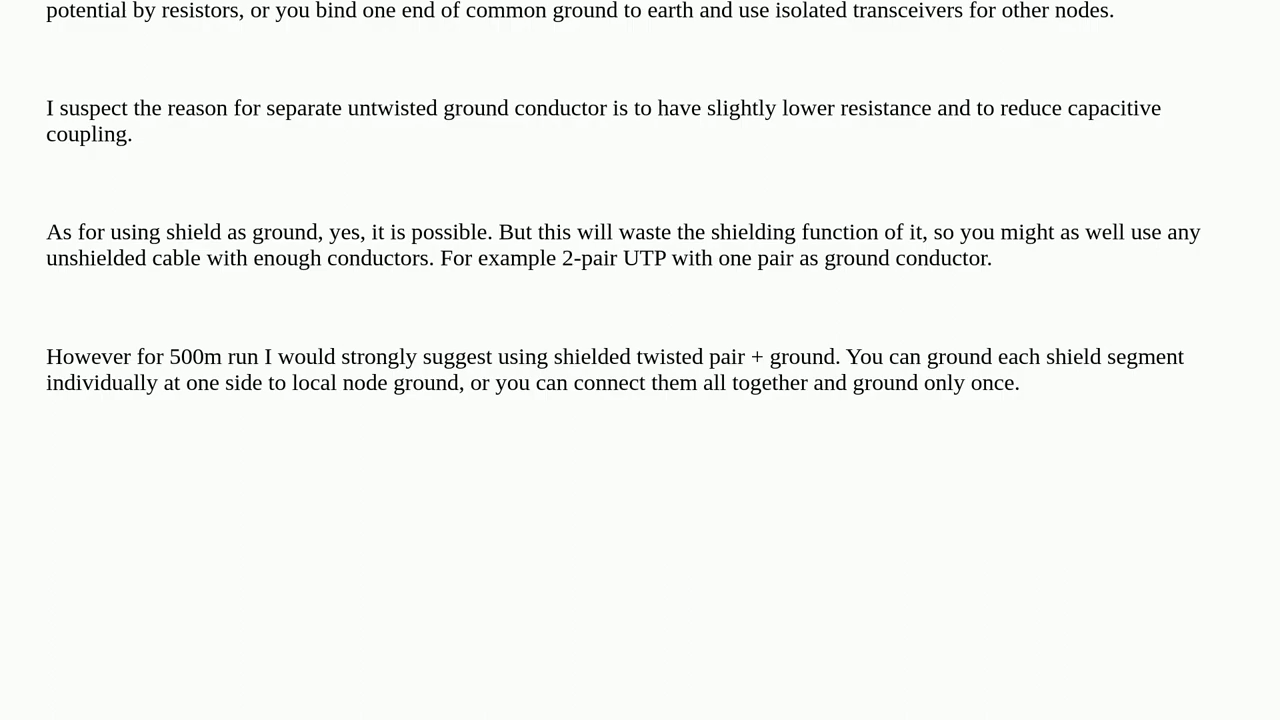 potential by resistors, or you bind one end of common ground to earth and use isolated transceivers for other nodes.
I suspect the reason for separate untwisted ground conductor is to have slightly lower resistance and to reduce capacitive
coupling.
As for using shield as ground, yes, it is possible. But this will waste the shielding function of it, so you might as well use any
unshielded cable with enough conductors. For example 2-pair UTP with one pair as ground conductor.
However for 500m run I would strongly suggest using shielded twisted pair + ground. You can ground each shield segment
individually at one side to local node ground, or you can connect them all together and ground only once.